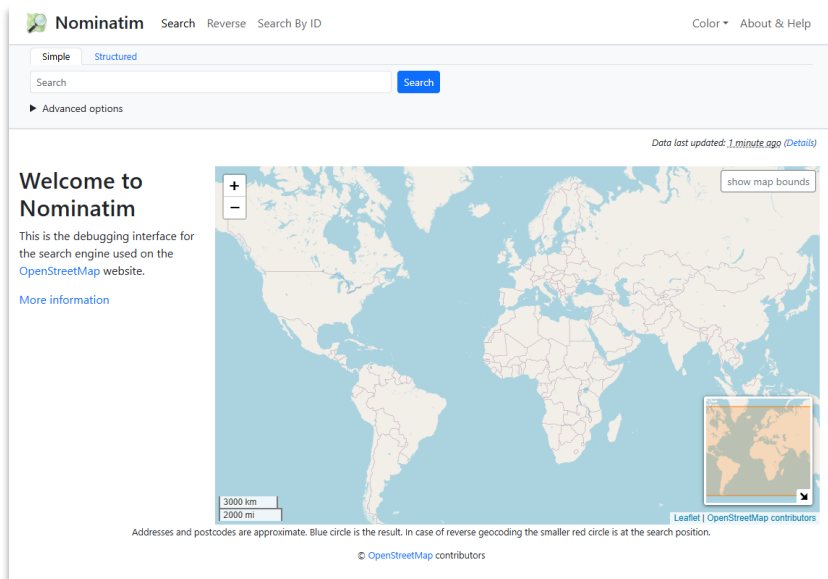 Nominatim Search Reverse Search By ID Color About & Help
Simple Structured
Search Search
Advanced options
Data last updated: 1 minute ago (Details)
Welcome to
Nominatim
This is the debugging interface for
the search engine used on the
OpenStreetMap website.
More information
+
−
show map bounds
3000 km
2000 mi
Leaflet | OpenStreetMap contributors
Addresses and postcodes are approximate. Blue circle is the result. In case of reverse geocoding the smaller red circle is at the search position.
© OpenStreetMap contributors